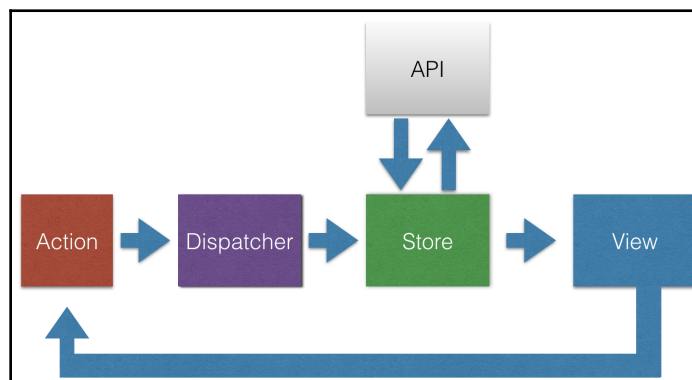 API
Action
Dispatcher
Store
View